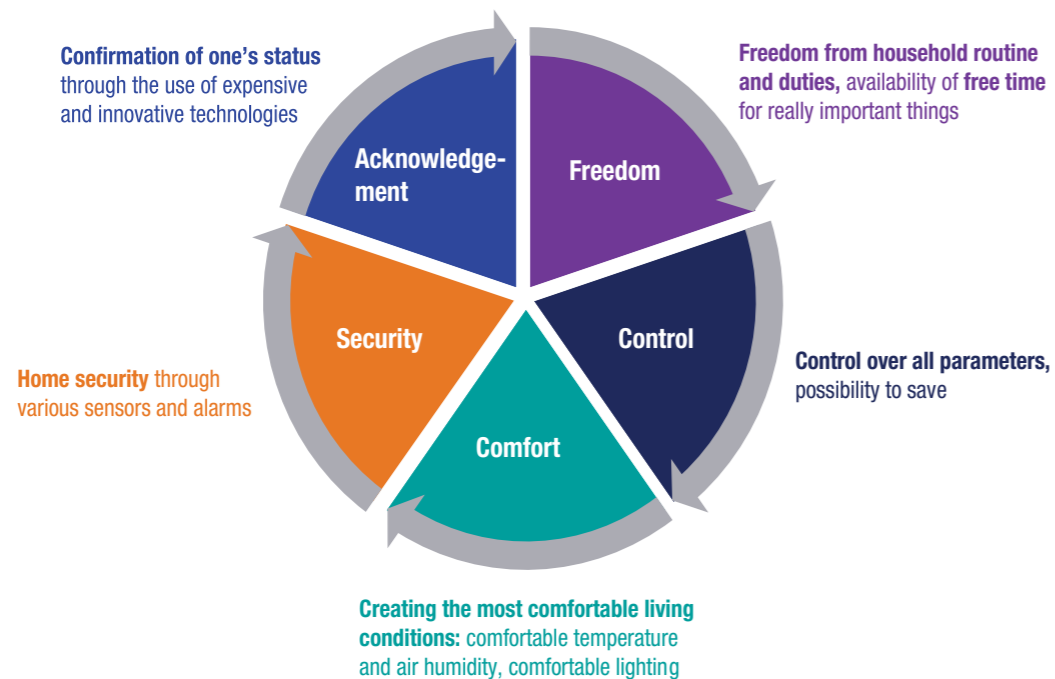 Confirmation of one’s status
through the use of expensive
and innovative technologies
Freedom from household routine
and duties, availability of free time
for really important things
Acknowledge-
ment
Freedom
Security
Control
Home security through
various sensors and alarms
Control over all parameters,
possibility to save
Comfort
Creating the most comfortable living
conditions: comfortable temperature
and air humidity, comfortable lighting